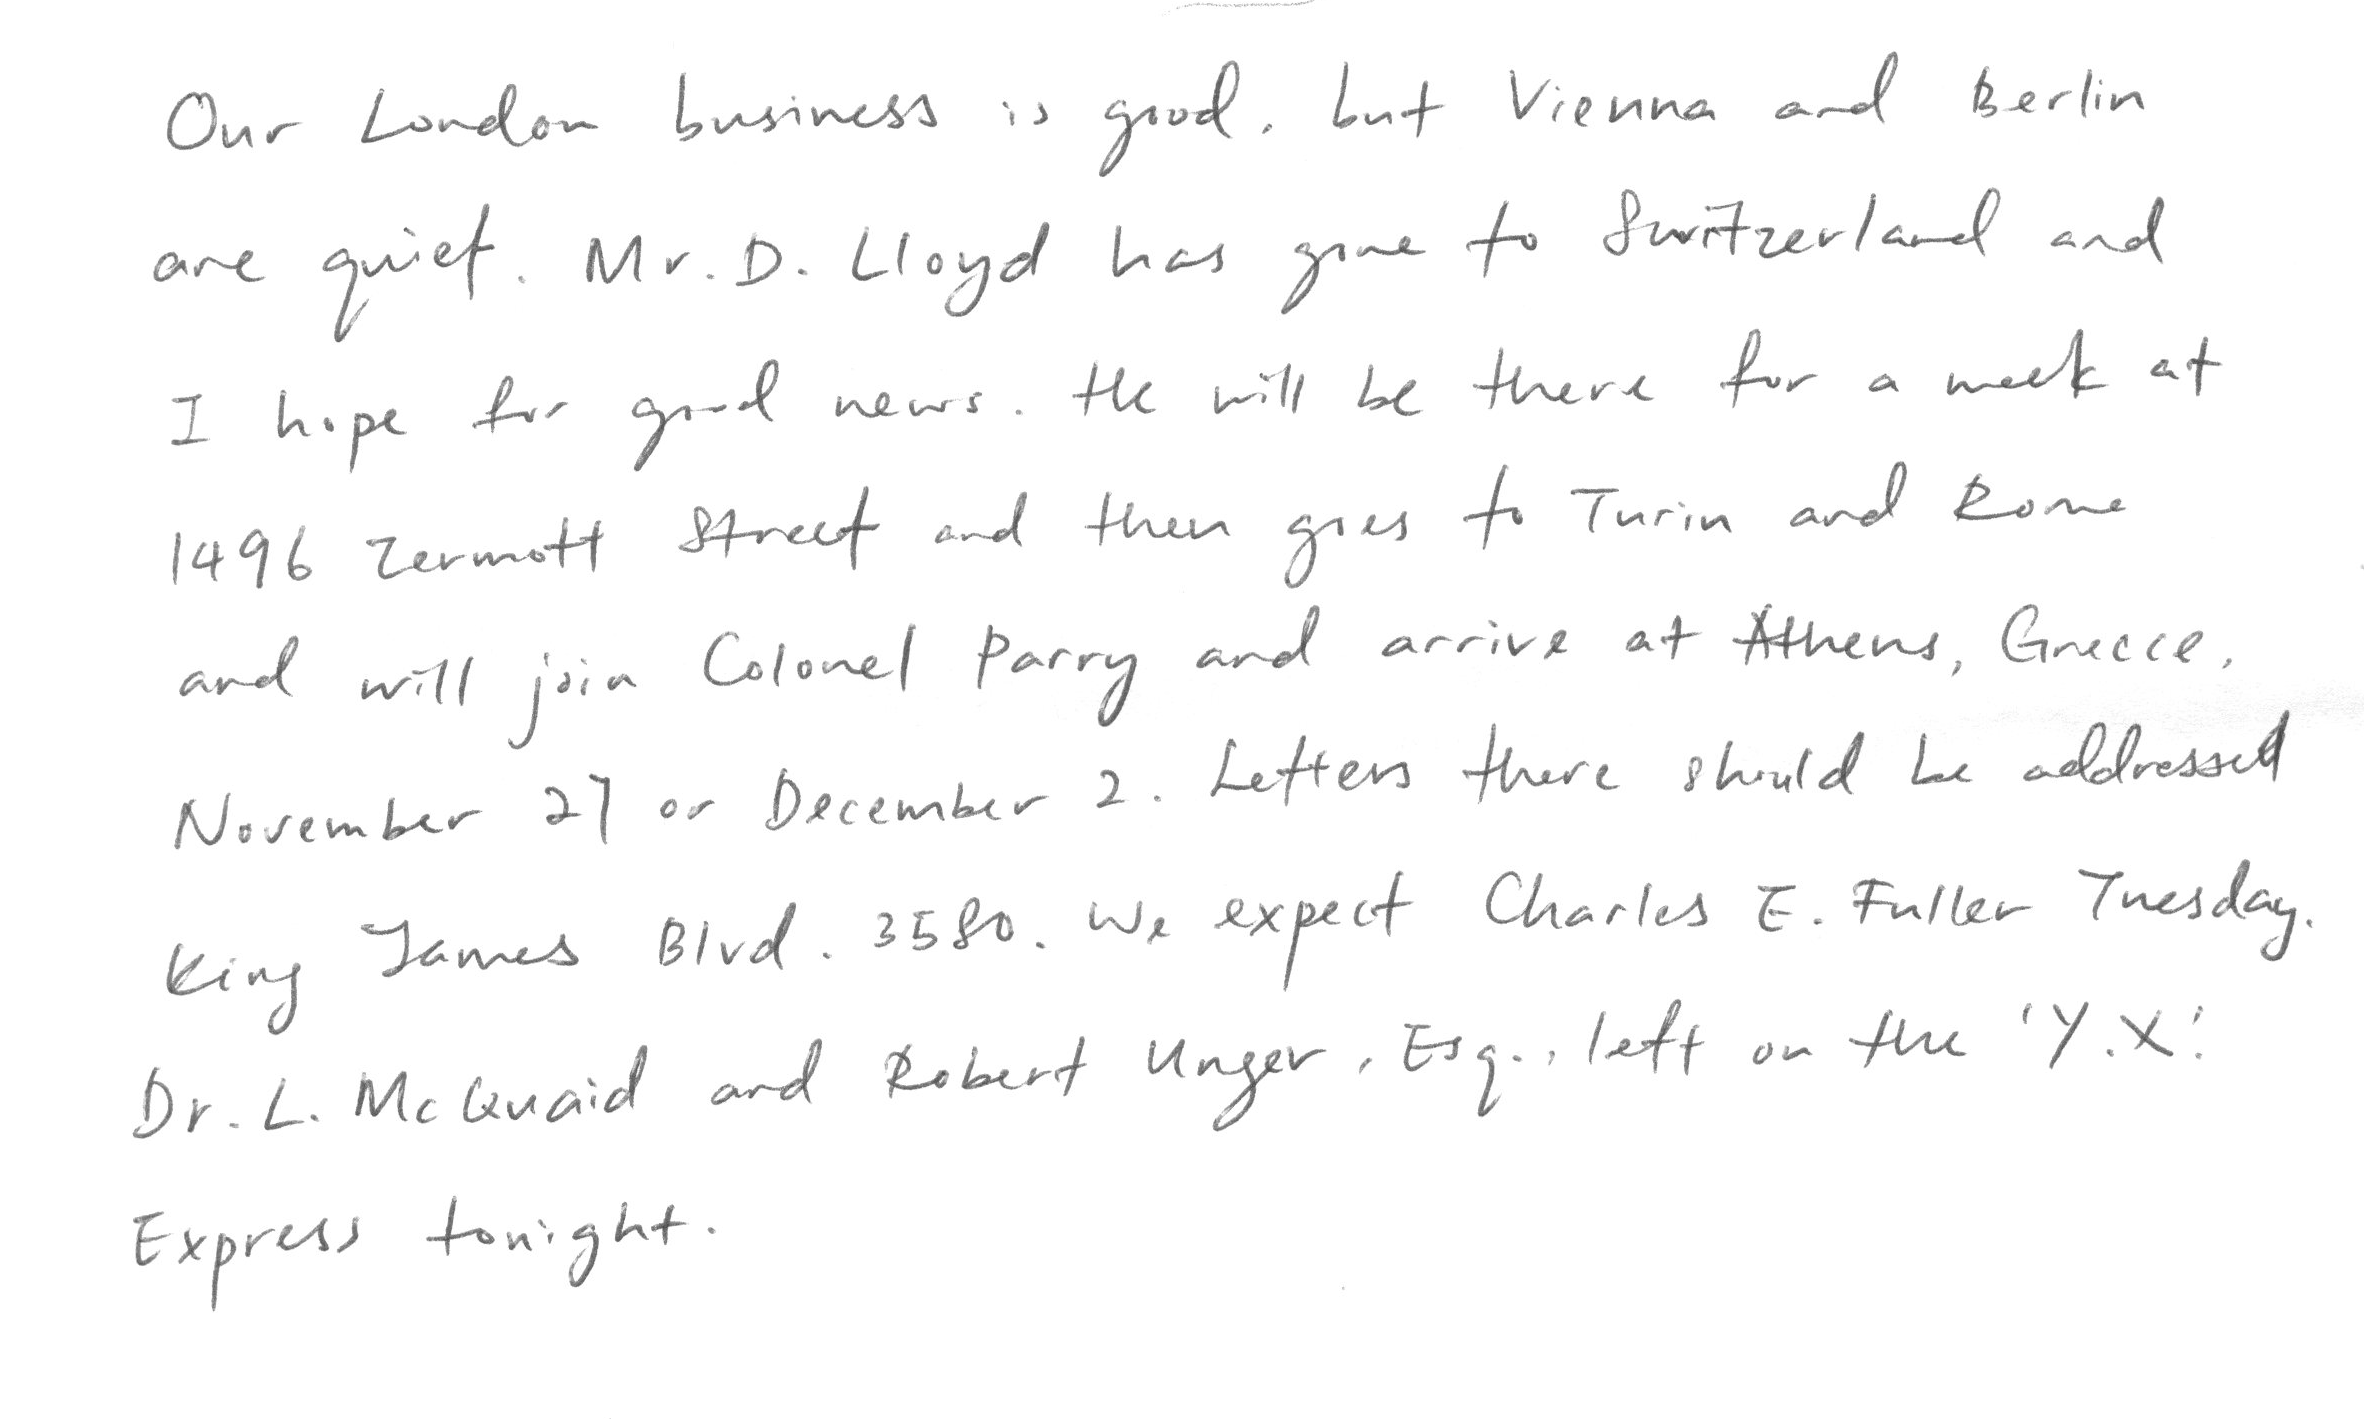 Our London business is good, but Vienna and Berlin
are quiet. Mr. D. Lloyd has gone to Switzerland and
I hope for good news. He will be there for a week at
1496 Zermott Street and then goes to Turin and Rome
and will join Colonel Parry and arrive at Athens, Greece,
November 27 or December 2. Letters there should be addressed
King James Blvd. 3580. We expect Charles E. Fuller Tuesday.
Dr. L. McQuaid and Robert Unger, Esq., left on the 'Y.X.'
Express tonight.